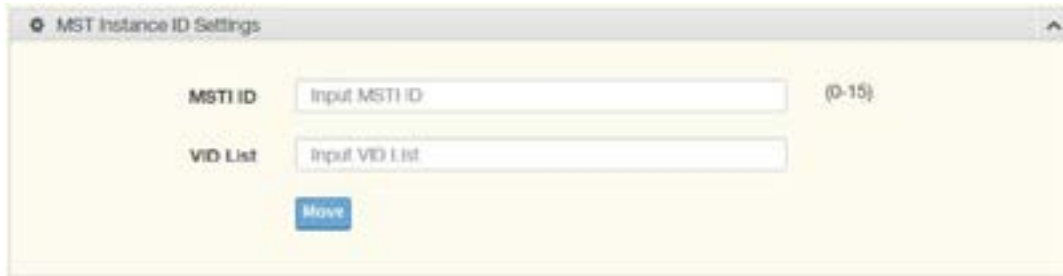 MST Instance ID Settings
MSTI ID Input MSTI ID (0-15)
VID List Input VID List
Move